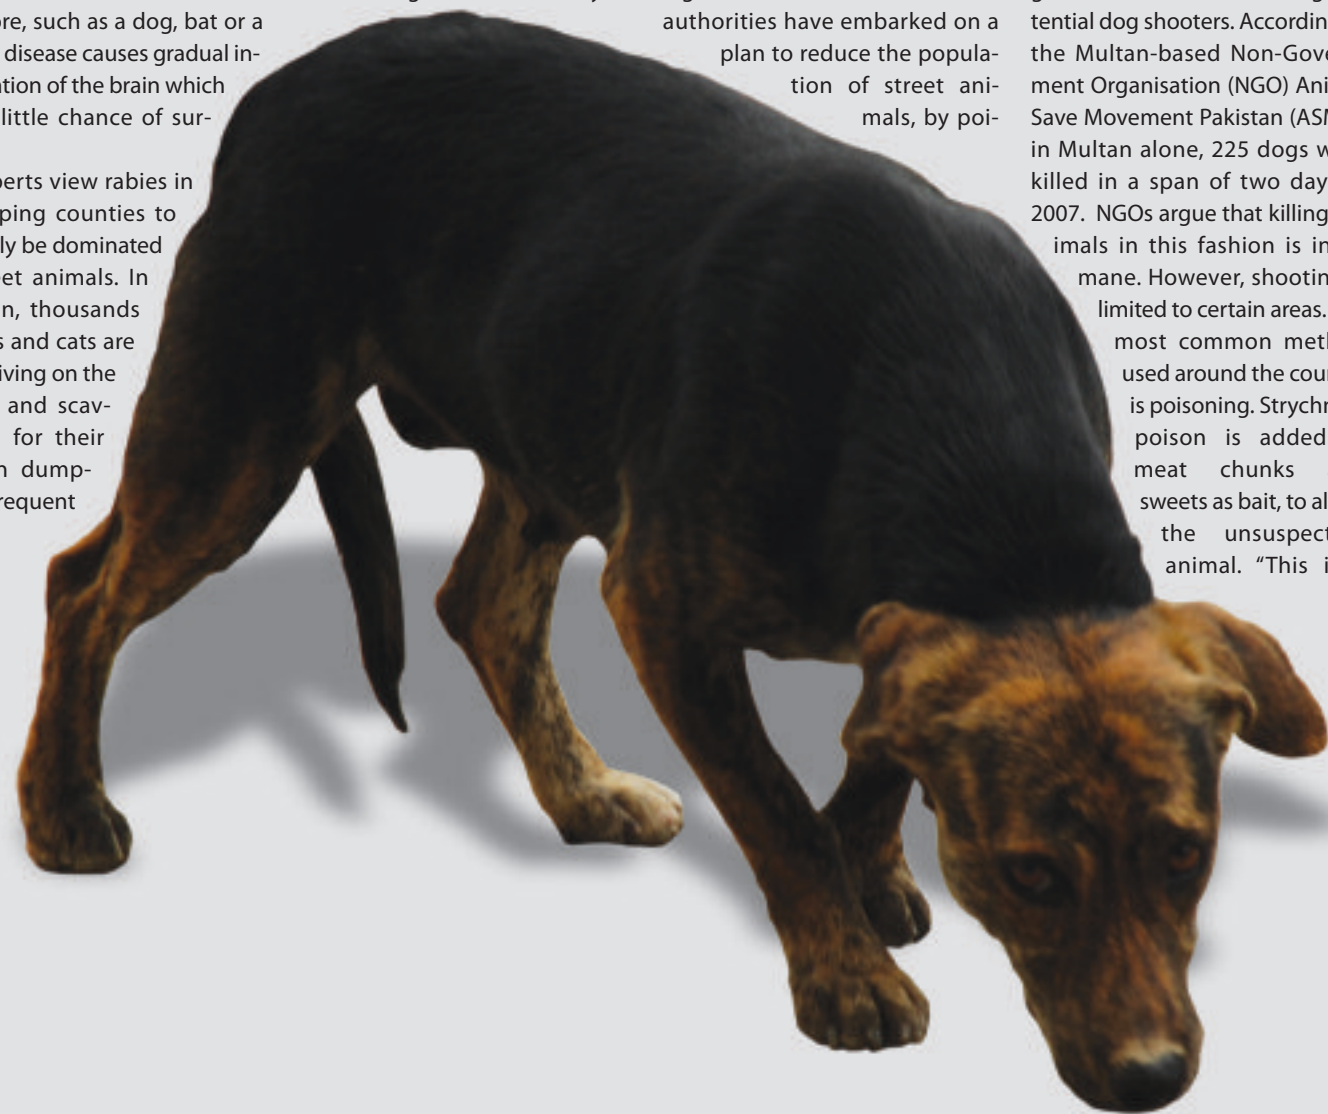 ore, such as a dog, bat or a
disease causes gradual in-
tion of the brain which
little chance of sur-
perts view rabies in
ping counties to
ly be dominated
et animals. In
n, thousands
s and cats are
iving on the
and scav-
for their
n dump-
requent
authorities have embarked on a
plan to reduce the popula-
tion of street ani-
mals, by poi-
tential dog shooters. Accordin
the Multan-based Non-Gove
ment Organisation (NGO) Ani
Save Movement Pakistan (ASM
in Multan alone, 225 dogs w
killed in a span of two day
2007. NGOs argue that killing
imals in this fashion is in
mane. However, shootin
limited to certain areas.
most common meth
used around the cour
is poisoning. Strychn
poison is added
meat chunks
sweets as bait, to al
the unsuspect
animal. “This i